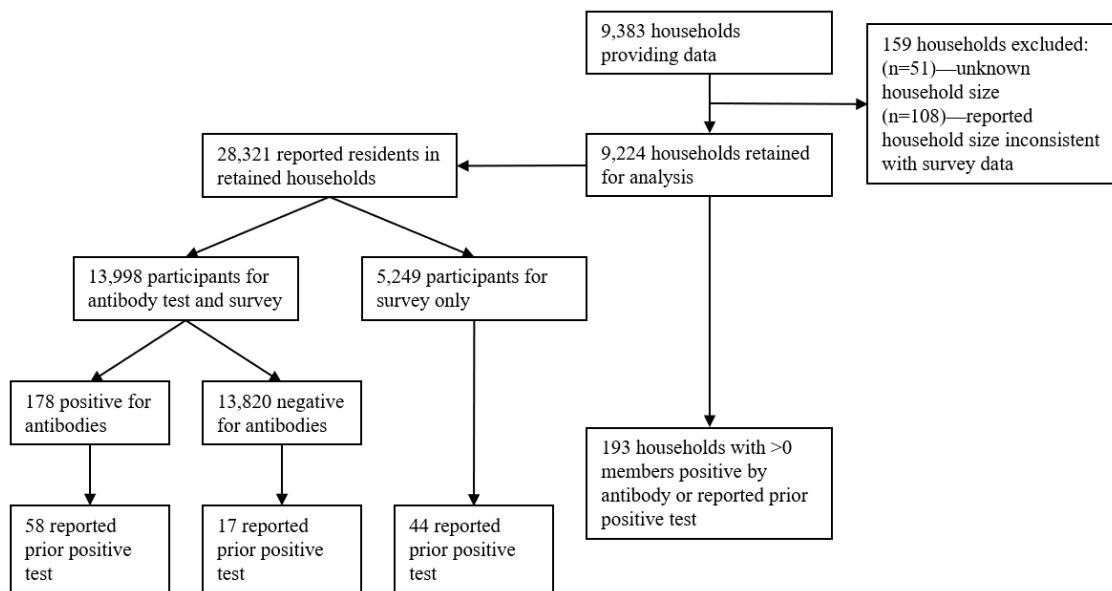 9,383 households
providing data
159 households excluded:
(n=51)—unknown
household size
(n=108)—reported
household size inconsistent
with survey data
28,321 reported residents in
retained households
9,224 households retained
for analysis
13,998 participants for
antibody test and survey
5,249 participants for
survey only
178 positive for
antibodies
13,820 negative
for antibodies
193 households with >0
members positive by
antibody or reported prior
positive test
58 reported
prior positive
test
17 reported
prior positive
test
44 reported
prior positive
test